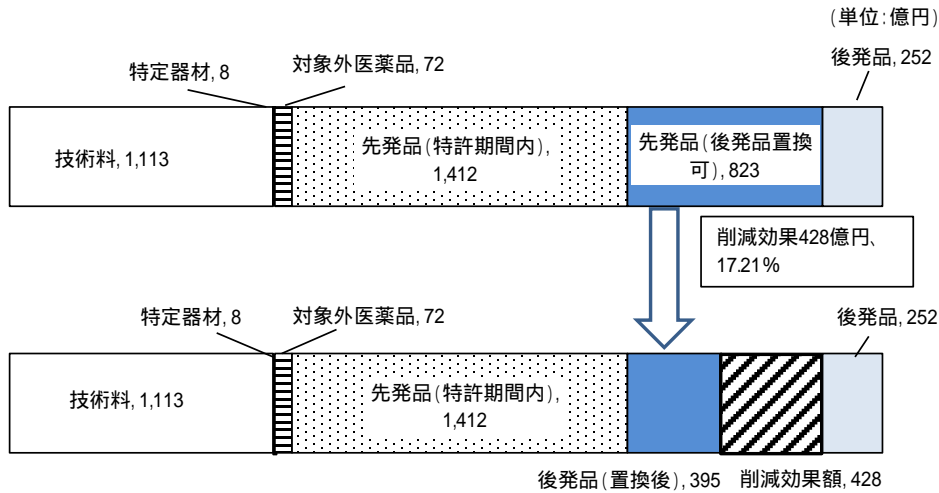 (単位:億円)
後発品, 252
特定器材, 8
対象外医薬品, 72
技術料, 1,113
先発品(特許期間内),
1,412
先発品(後発品置換
可), 823
削減効果428億円、
17.21%
特定器材, 8
対象外医薬品, 72
後発品, 252
技術料, 1,113
先発品(特許期間内),
1,412
後発品(置換後), 395
削減効果額, 428